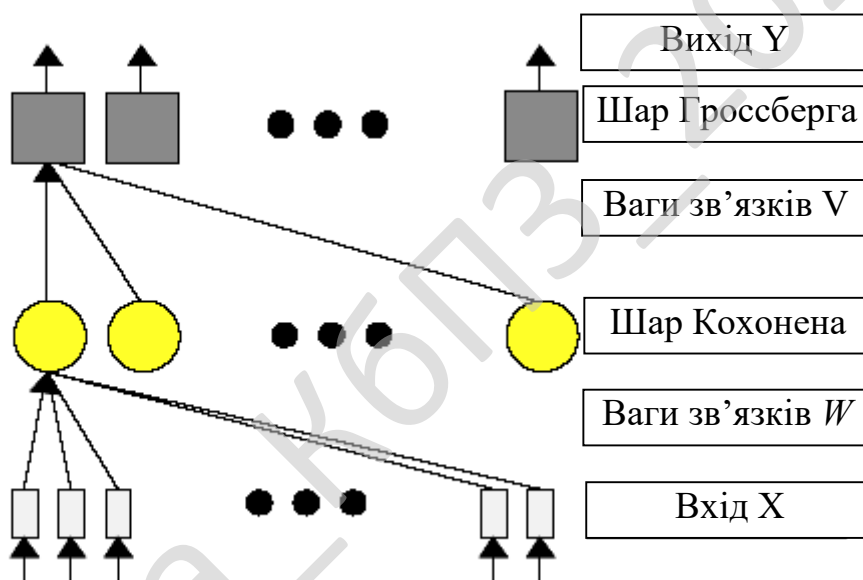 Вихід Y
Шар Гроссберга
Ваги зв’язків V
Шар Кохонена
Ваги зв’язків W
Вхід X